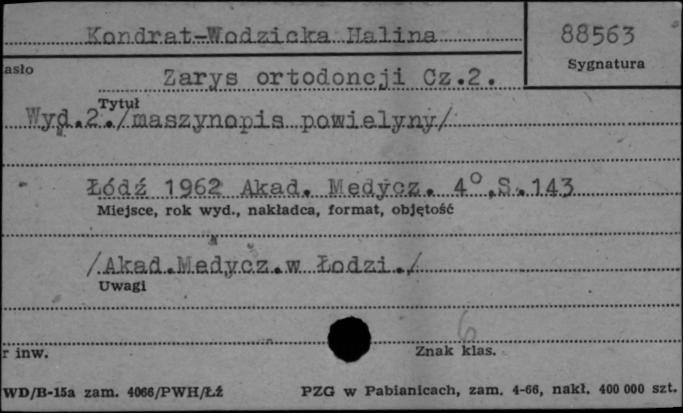 Kondrat-Wodzicka Halina
88563
Sygnatura
asło
Zarys ortodoncji Cz.2.
Tytuł
Wyd.2./maszynopis powielyny/
Łódź 1962 Akad. Medycz. 4°.S.143
Miejsce, rok wyd., nakładca, format, objętość
/Akad.Medycz.w Łodzi./
Uwagi
6
r inw.
Znak klas.
WD/B-15a zam. 4066/PWH/Łź
PZG w Pabianicach, zam. 4-66, nakł. 400 000 szt.